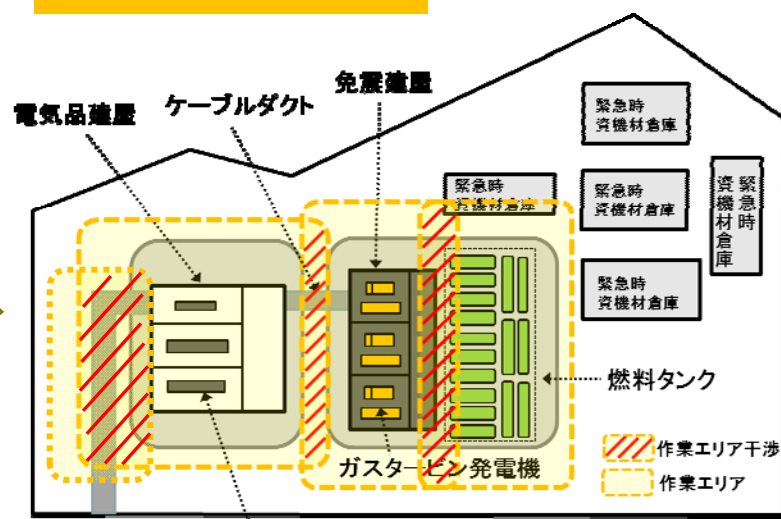 免震建屋
ケーブルダクト
電気品建屋
緊急時
資機材倉庫
緊急時
資機材倉庫
緊急時
資機材倉庫
緊急時
資機材倉庫
緊急時
資機材倉庫
燃料タンク
ガスタービン発電機
作業エリア干渉
作業エリア